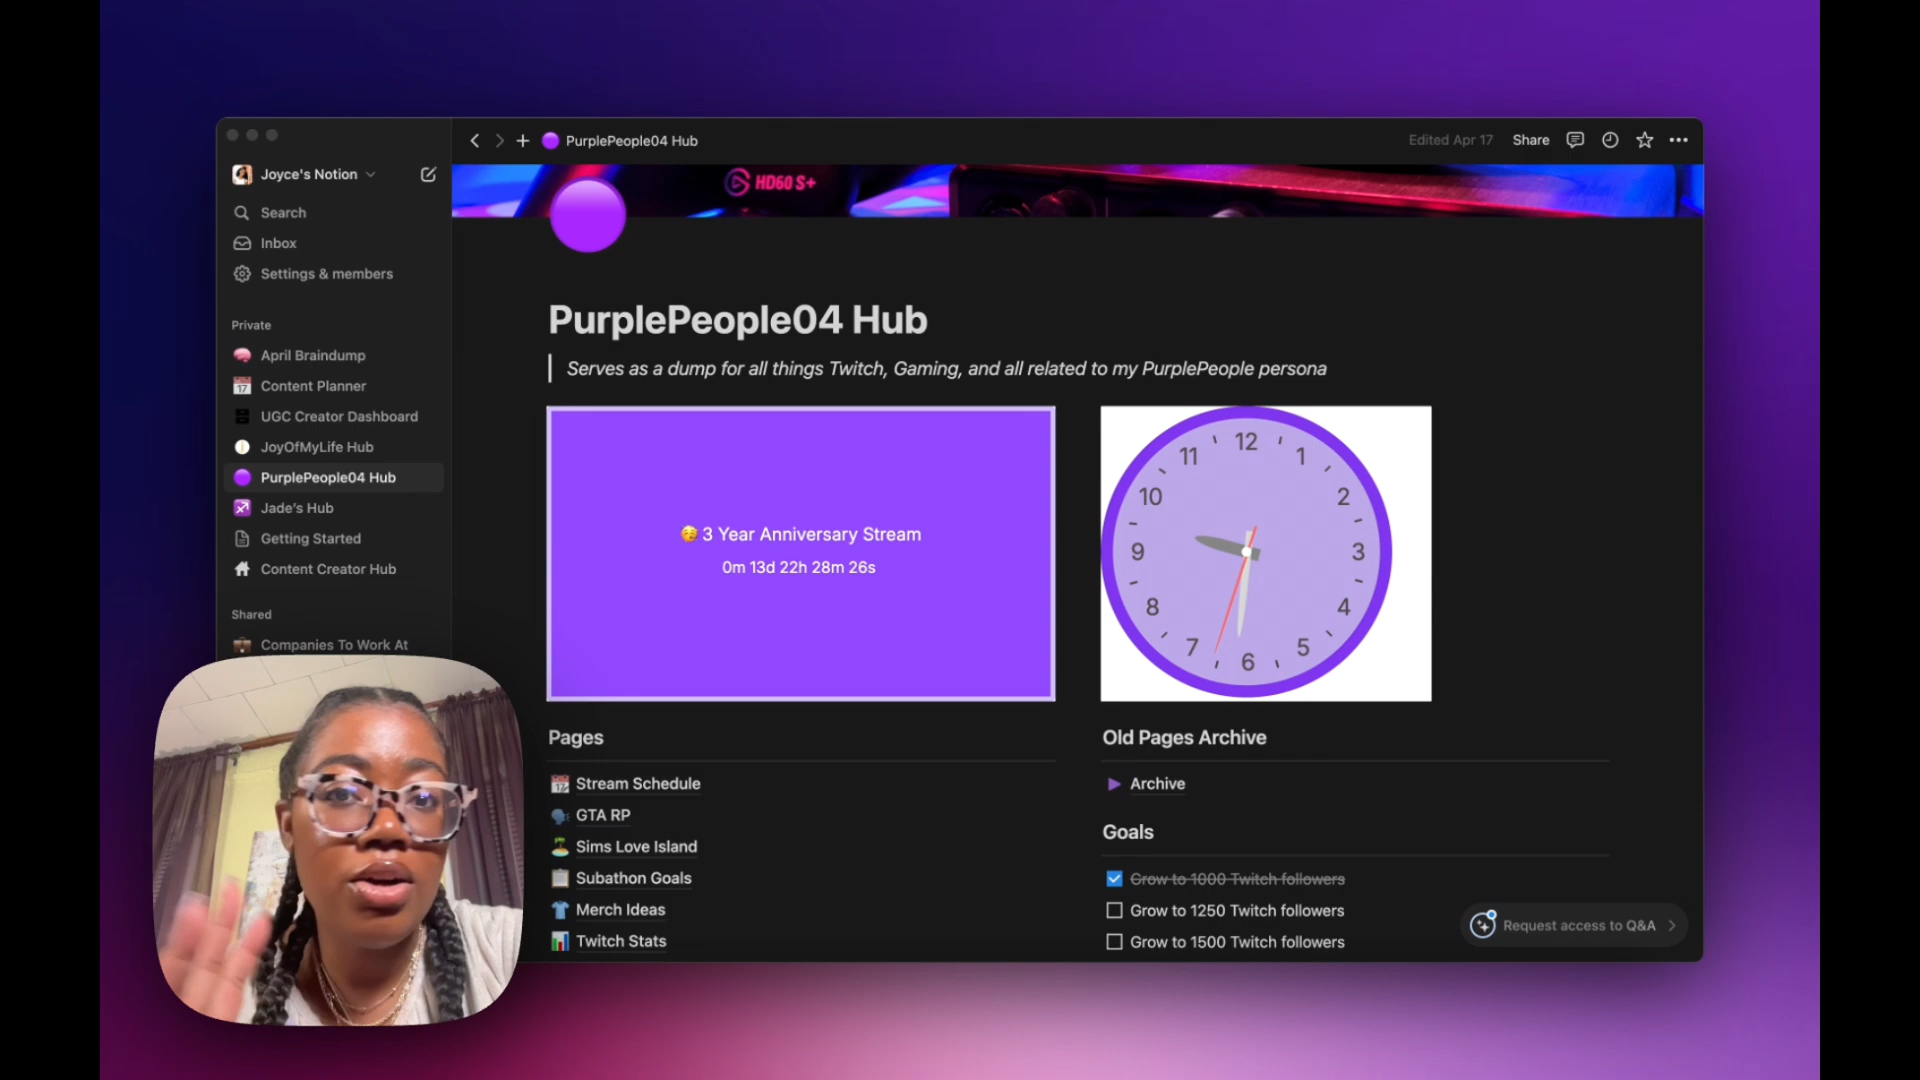 PurplePeople04 Hub
Edited Apr 17
Share
Joyce's Notion
Search
Inbox
Settings & members
Private
April Braindump
17
Content Planner
UGC Creator Dashboard
JoyOfMyLife Hub
PurplePeople04 Hub
Jade's Hub
Getting Started
Content Creator Hub
Shared
Companies To Work At
HD60 S+
PurplePeople04 Hub
Serves as a dump for all things Twitch, Gaming, and all related to my PurplePeople persona
3 Year Anniversary Stream
0m 13d 22h 28m 26s
12
1
2
3
4
5
6
7
8
9
10
11
Pages
17
Stream Schedule
GTA RP
Sims Love Island
Subathon Goals
Merch Ideas
Twitch Stats
Old Pages Archive
Archive
Goals
Grow to 1000 Twitch followers
Grow to 1250 Twitch followers
Grow to 1500 Twitch followers
Request access to Q&A